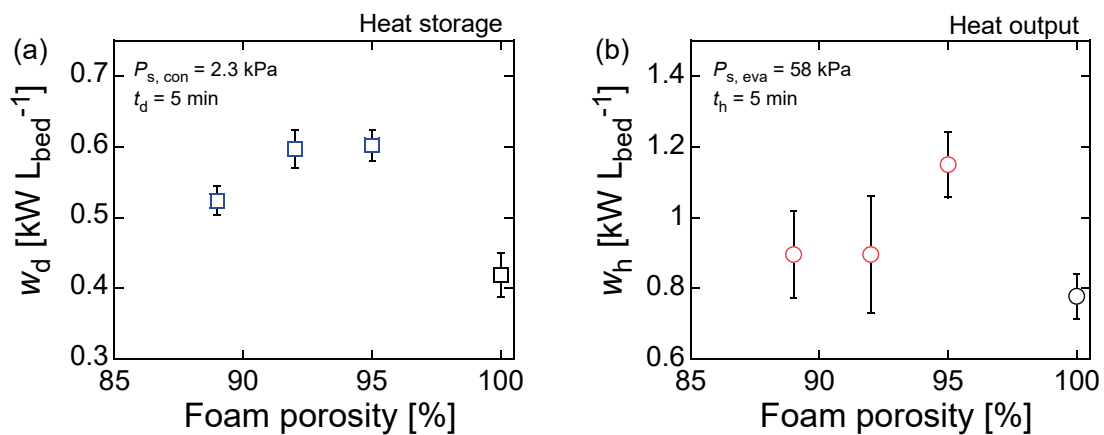 (a)
Heat storage
P_s, con = 2.3 kPa
t_d = 5 min
w_d [kW L_bed^-1]
0.7
0.6
0.5
0.4
0.3
85 90 95 100
Foam porosity [%]
(b)
Heat output
P_s, eva = 58 kPa
t_h = 5 min
w_h [kW L_bed^-1]
1.4
1.2
1
0.8
0.6
85 90 95 100
Foam porosity [%]